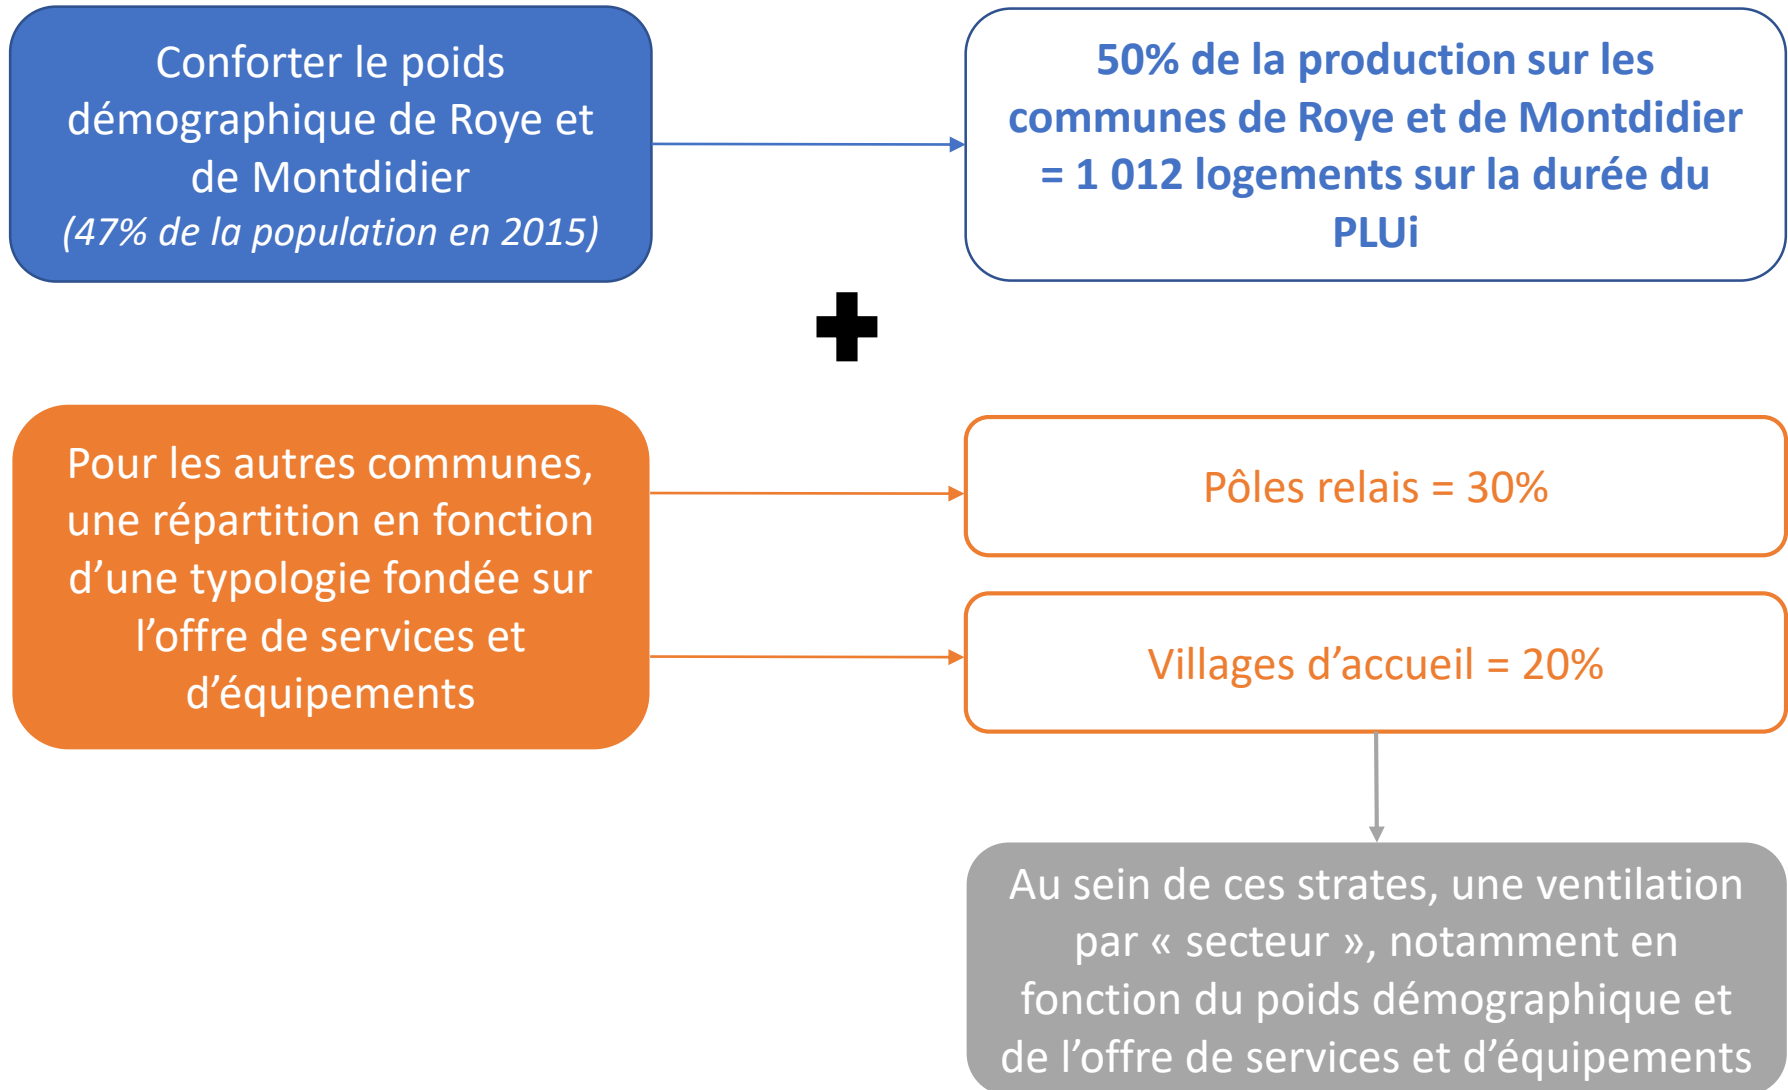 Conforter le poids
démographique de Roye et
de Montdidier
(47% de la population en 2015)
50% de la production sur les
communes de Roye et de Montdidier
= 1 012 logements sur la durée du
PLUi
Pour les autres communes,
une répartition en fonction
d’une typologie fondée sur
l’offre de services et
d’équipements
Pôles relais = 30%
Villages d’accueil = 20%
Au sein de ces strates, une ventilation
par « secteur », notamment en
fonction du poids démographique et
de l’offre de services et d’équipements